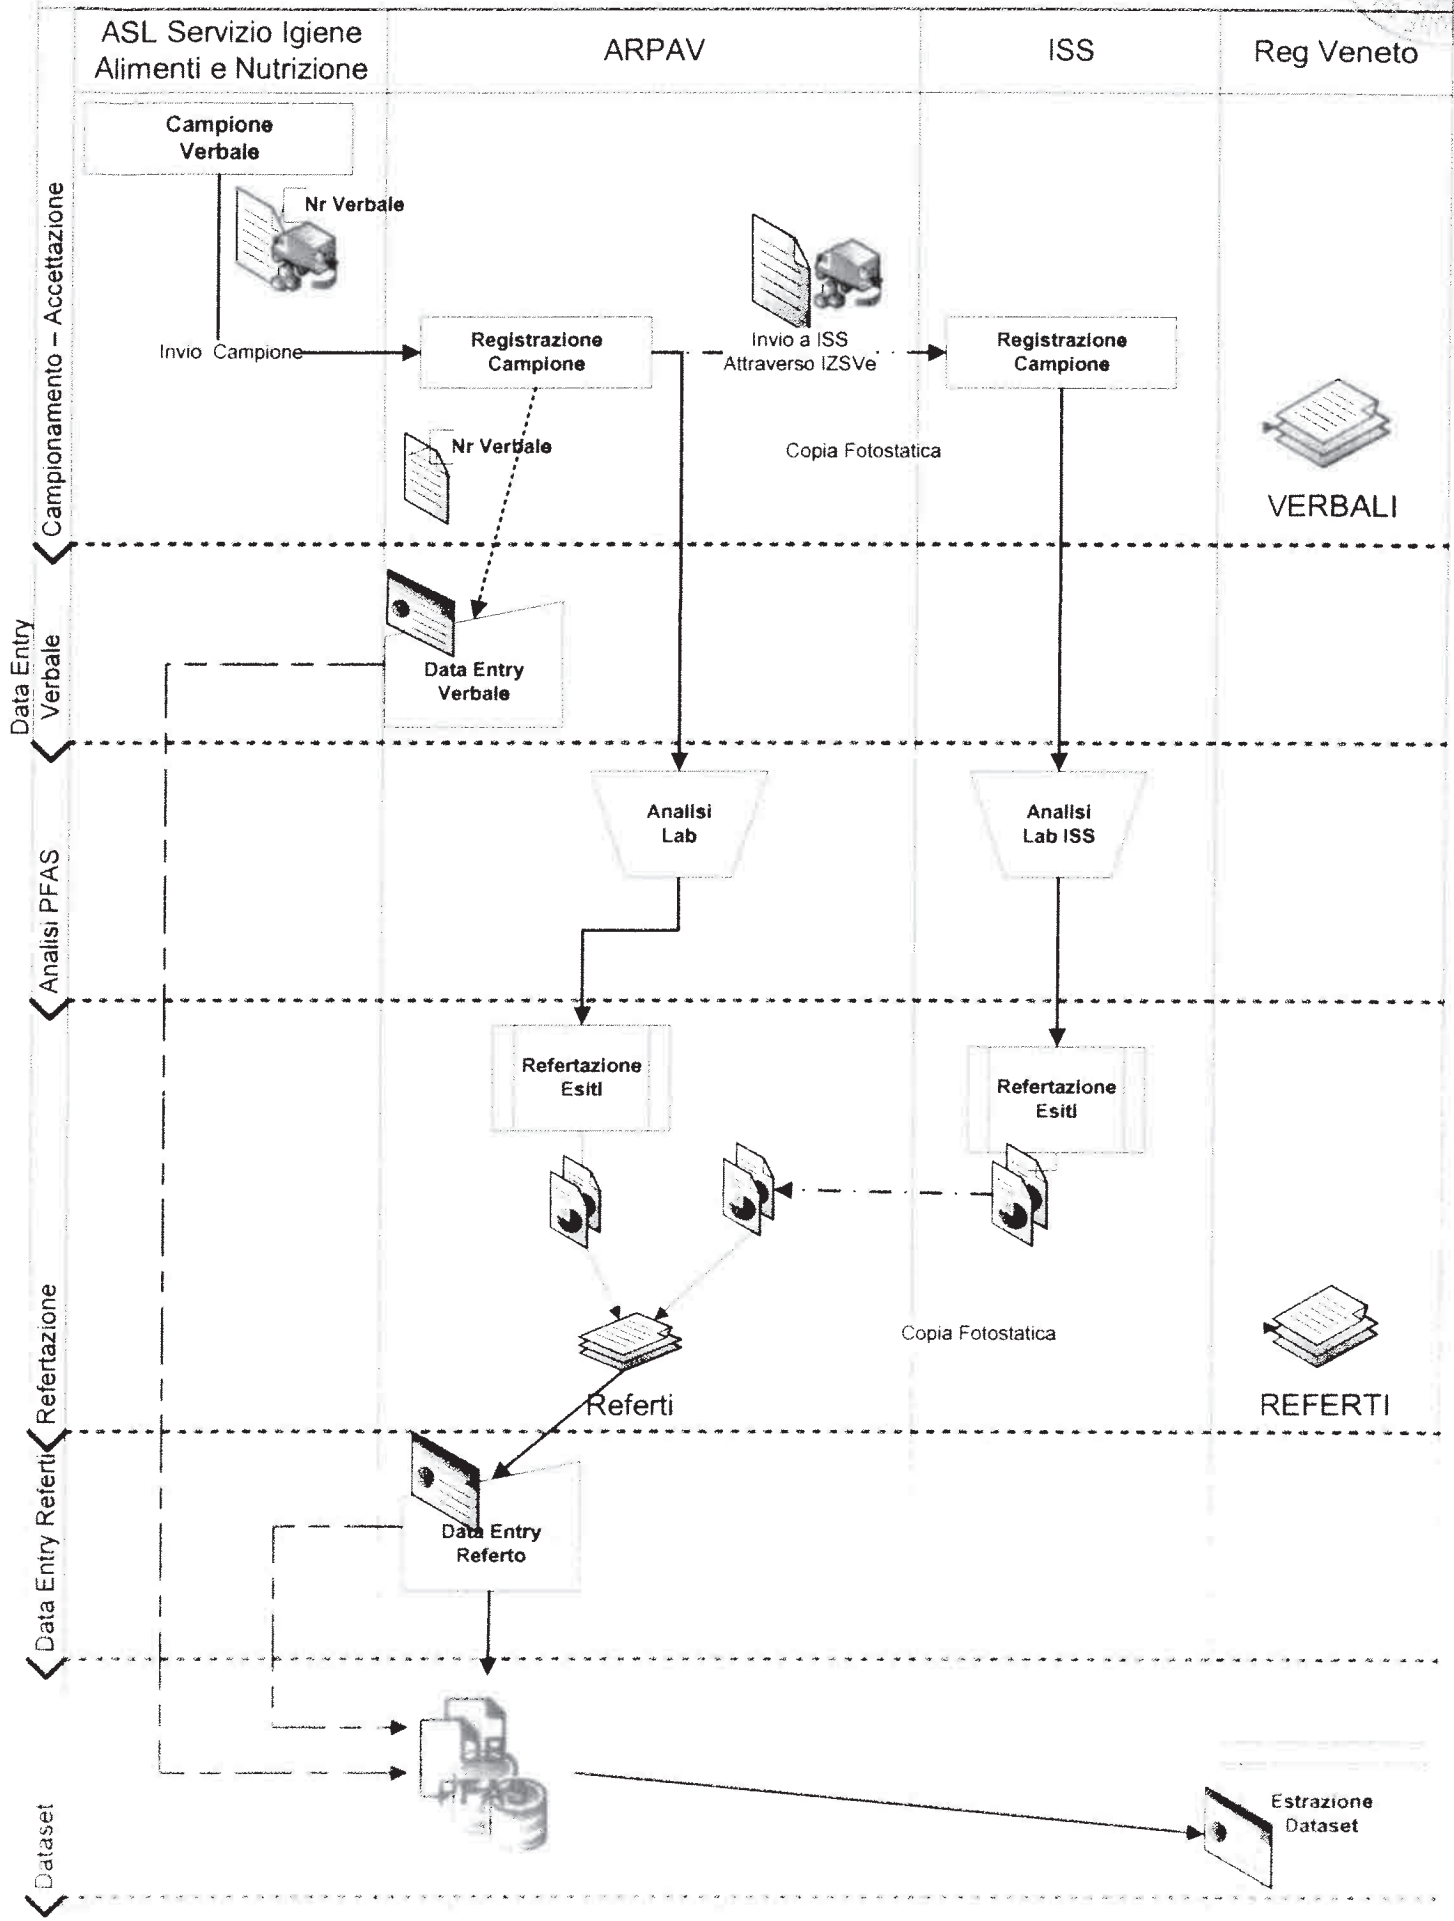 ASL Servizio Igiene
Alimenti e Nutrizione
ARPAV
ISS
Reg Veneto
Campionamento – Accettazione
Campione
Verbale
Nr Verbale
Invio Campione
Registrazione
Campione
Invio a ISS
Attraverso IZSVe
Registrazione
Campione
Nr Verbale
Copia Fotostatica
VERBALI
Data Entry
Verbale
Data Entry
Verbale
Analisi PFAS
Analisi
Lab
Analisi
Lab ISS
Refertazione
Refertazione
Esiti
Refertazione
Esiti
Copia Fotostatica
Referti
REFERTI
Data Entry Referti
Data Entry
Referto
Dataset
PFAS
Estrazione
Dataset